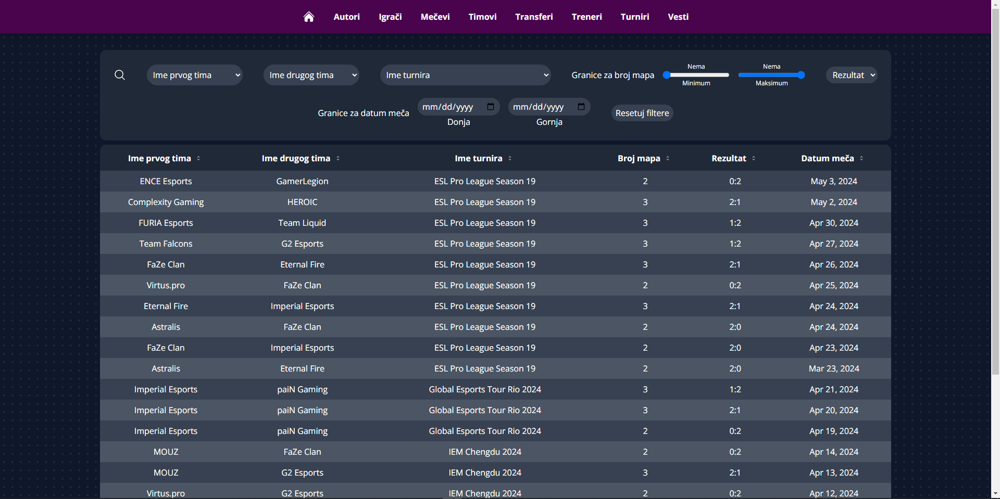 Autori Igrači Mečevi Timovi Transferi Treneri Turniri Vesti
Ime prvog tima Ime drugog tima Ime turnira Granice za broj mapa Nema Minimum Nema Maksimum Rezultat
Granice za datum meča mm/dd/yyyy Donja mm/dd/yyyy Gornja Resetuj filtere
Ime prvog tima Ime drugog tima Ime turnira Broj mapa Rezultat Datum meča
ENCE Esports GamerLegion ESL Pro League Season 19 2 0:2 May 3, 2024
Complexity Gaming HEROIC ESL Pro League Season 19 3 2:1 May 2, 2024
FURIA Esports Team Liquid ESL Pro League Season 19 3 1:2 Apr 30, 2024
Team Falcons G2 Esports ESL Pro League Season 19 3 1:2 Apr 27, 2024
FaZe Clan Eternal Fire ESL Pro League Season 19 3 2:1 Apr 26, 2024
Virtus.pro FaZe Clan ESL Pro League Season 19 2 0:2 Apr 25, 2024
Eternal Fire Imperial Esports ESL Pro League Season 19 3 2:1 Apr 24, 2024
Astralis FaZe Clan ESL Pro League Season 19 2 2:0 Apr 24, 2024
FaZe Clan Imperial Esports ESL Pro League Season 19 2 2:0 Apr 23, 2024
Astralis Eternal Fire ESL Pro League Season 19 2 2:0 Mar 23, 2024
Imperial Esports paiN Gaming Global Esports Tour Rio 2024 3 1:2 Apr 21, 2024
Imperial Esports paiN Gaming Global Esports Tour Rio 2024 3 2:1 Apr 20, 2024
Imperial Esports paiN Gaming Global Esports Tour Rio 2024 2 0:2 Apr 19, 2024
MOUZ FaZe Clan IEM Chengdu 2024 2 0:2 Apr 14, 2024
MOUZ G2 Esports IEM Chengdu 2024 3 2:1 Apr 13, 2024
Virtus.pro G2 Esports IEM Chengdu 2024 2 0:2 Apr 12, 2024